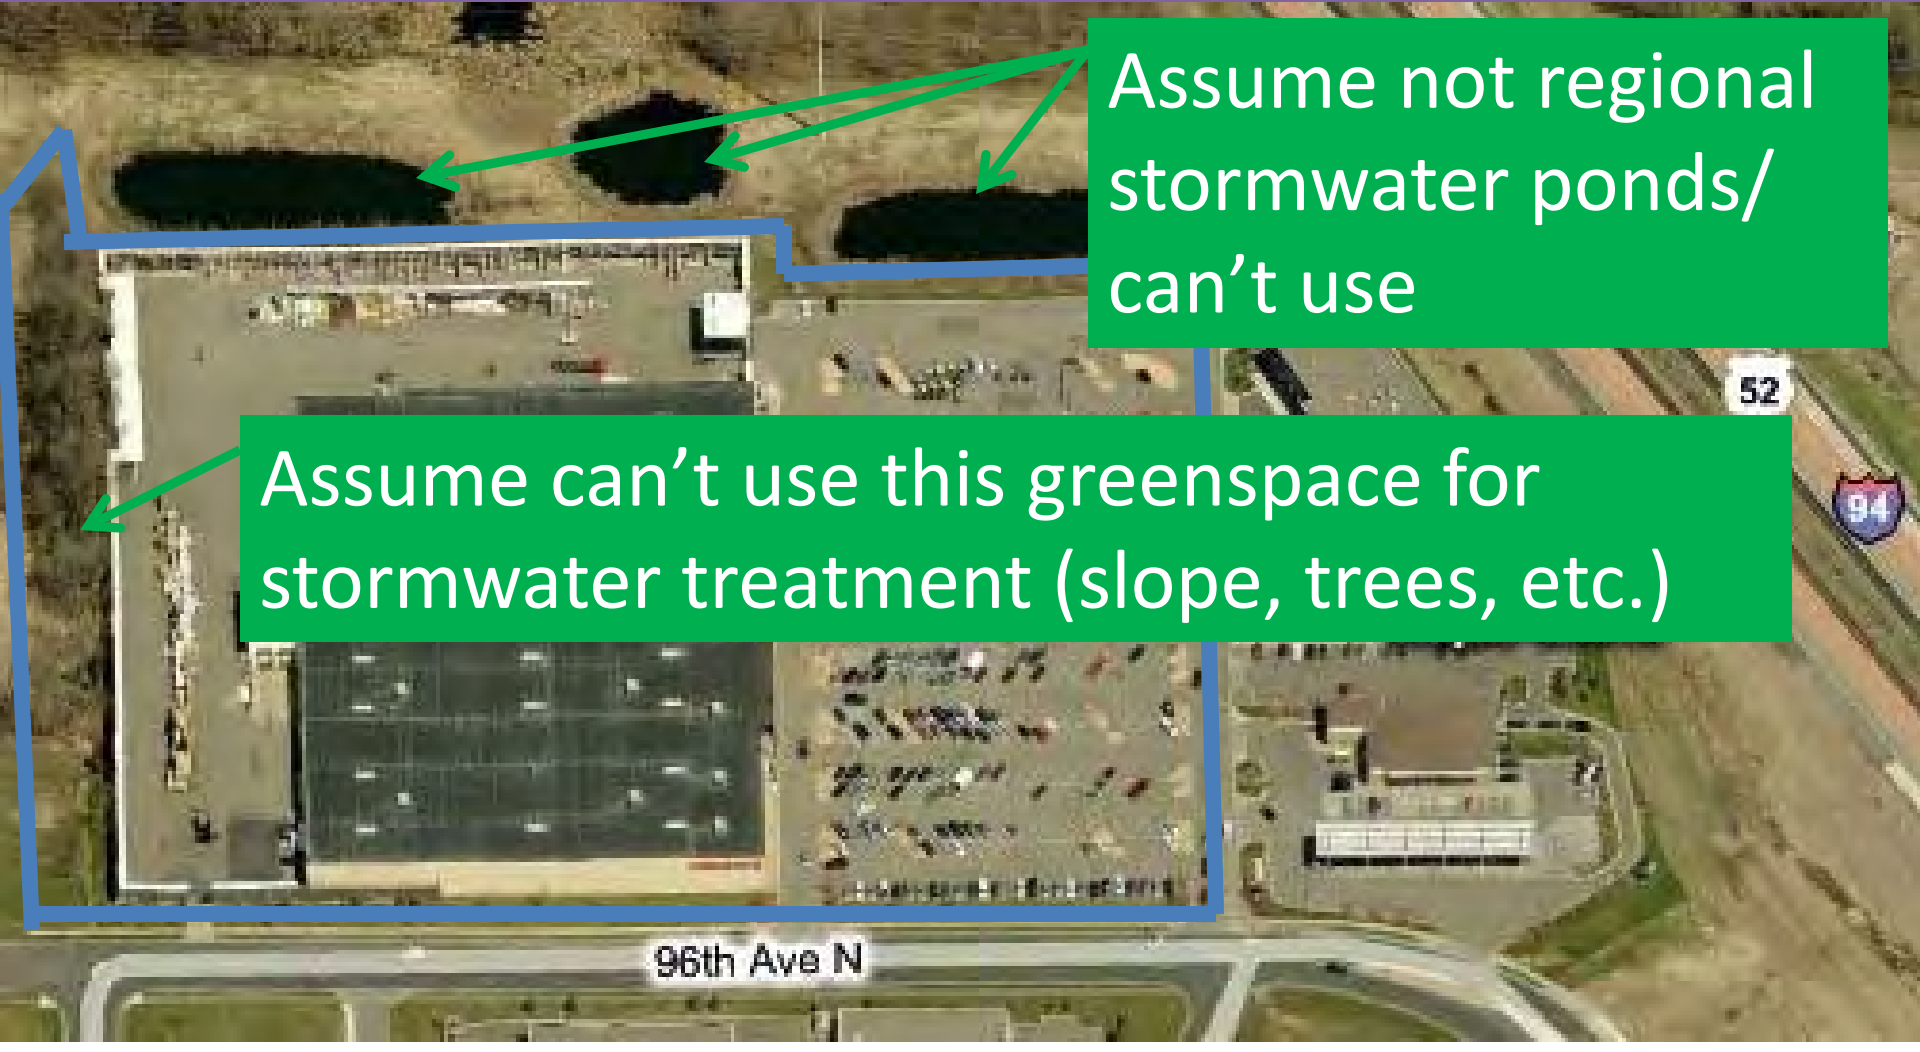 Assume not regional
stormwater ponds/
can’t use
52
Assume can’t use this greenspace for
stormwater treatment (slope, trees, etc.)
94
96th Ave N